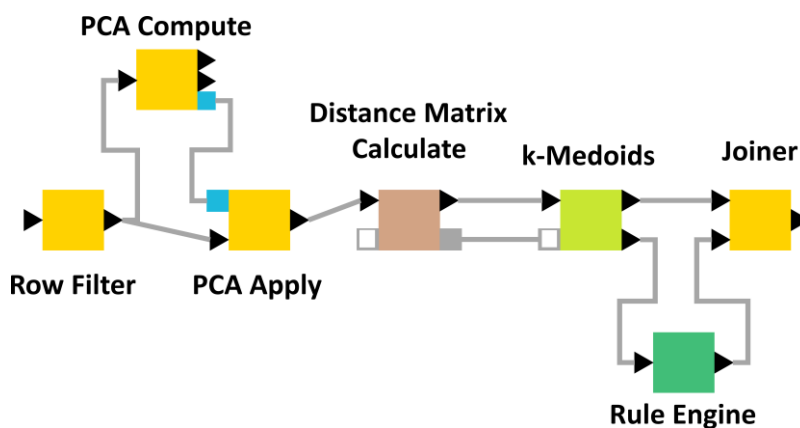 PCA Compute
Distance Matrix
Calculate
k-Medoids
Joiner
Row Filter
PCA Apply
Rule Engine